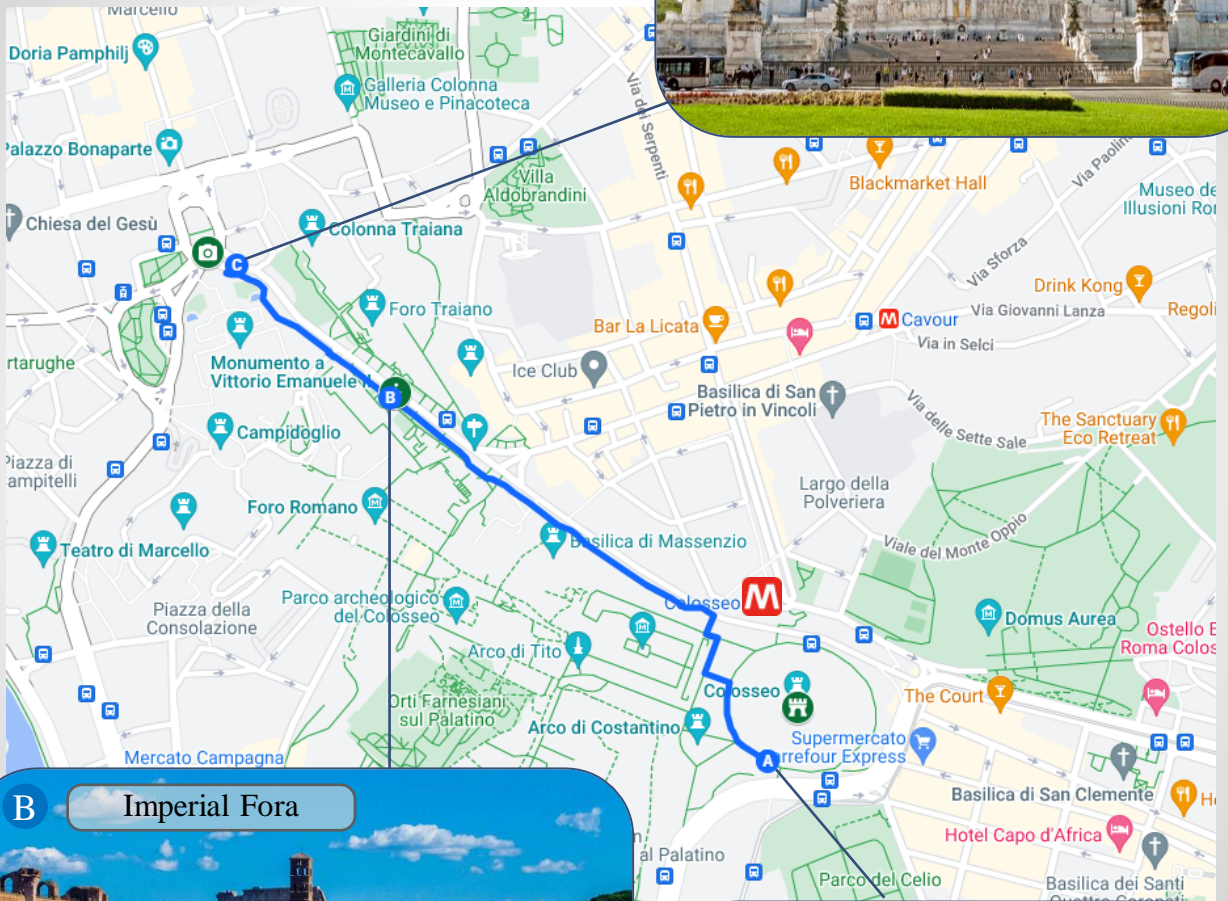 Marcello
Doria Pamphilj
Giardini di
Montecavallo
Galleria Colonna
Museo e Pinacoteca
Via dei Serpenti
Palazzo Bonaparte
Villa
Aldobrandini
Blackmarket Hall
Via Paolin
Museo de
Illusioni Ro
Chiesa del Gesù
Colonna Traiana
C
Via Sforza
Drink Kong
Foro Traiano
Via Giovanni Lanza
Regoli
Bar La Licata
M Cavour
Via in Selci
rtarughe
Monumento a
Vittorio Emanuele II
Ice Club
Basilica di San
Pietro in Vincoli
B
Via delle Sette Sale
The Sanctuary
Eco Retreat
Campidoglio
Piazza di
ampitelli
Largo della
Polveriera
Foro Romano
Teatro di Marcello
Basilica di Massenzio
Viale del Monte Oppio
Parco archeologico
del Colosseo
Piazza della
Consolazione
Colosseo M
Domus Aurea
Ostello B
Roma Colos
Arco di Tito
Orti Farnesiani
sul Palatino
Colosseo
The Court
Arco di Costantino
Supermercato
rrefour Express
A
Mercato Campagna
Basilica di San Clemente
B Imperial Fora
Hotel Capo d'Africa
al Palatino
Parco del Celio
Basilica dei Santi